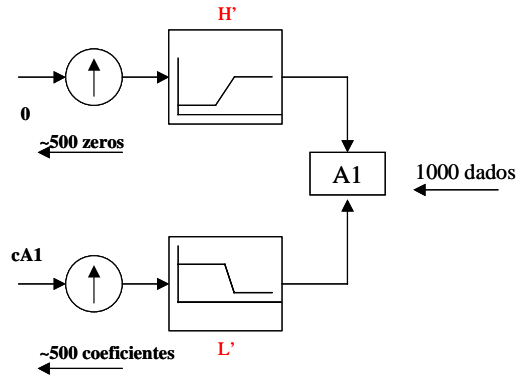 H’
0
~500 zeros
A1
1000 dados
cA1
~500 coeficientes
L’